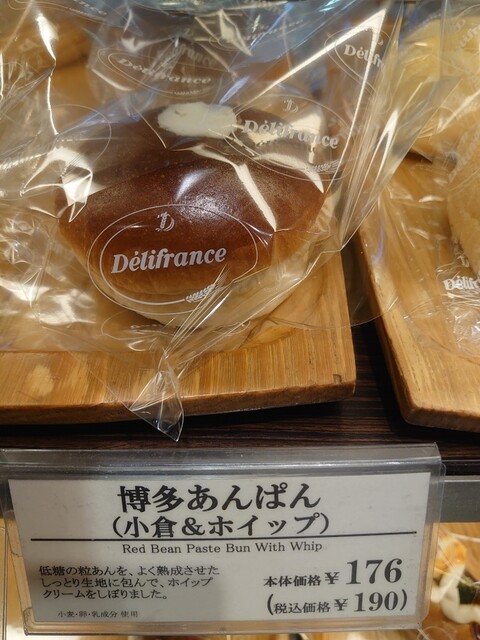 Délifrance
Délifrance
Délifrance
博多あんぱん
(小倉&ホイップ)
Red Bean Paste Bun With Whip
低糖の粒あんを、よく熟成させた
しっとり生地に包んで、ホイップ
クリームをしぼりました。
小麦・卵・乳成分 使用
本体価格¥176
(税込価格¥190)